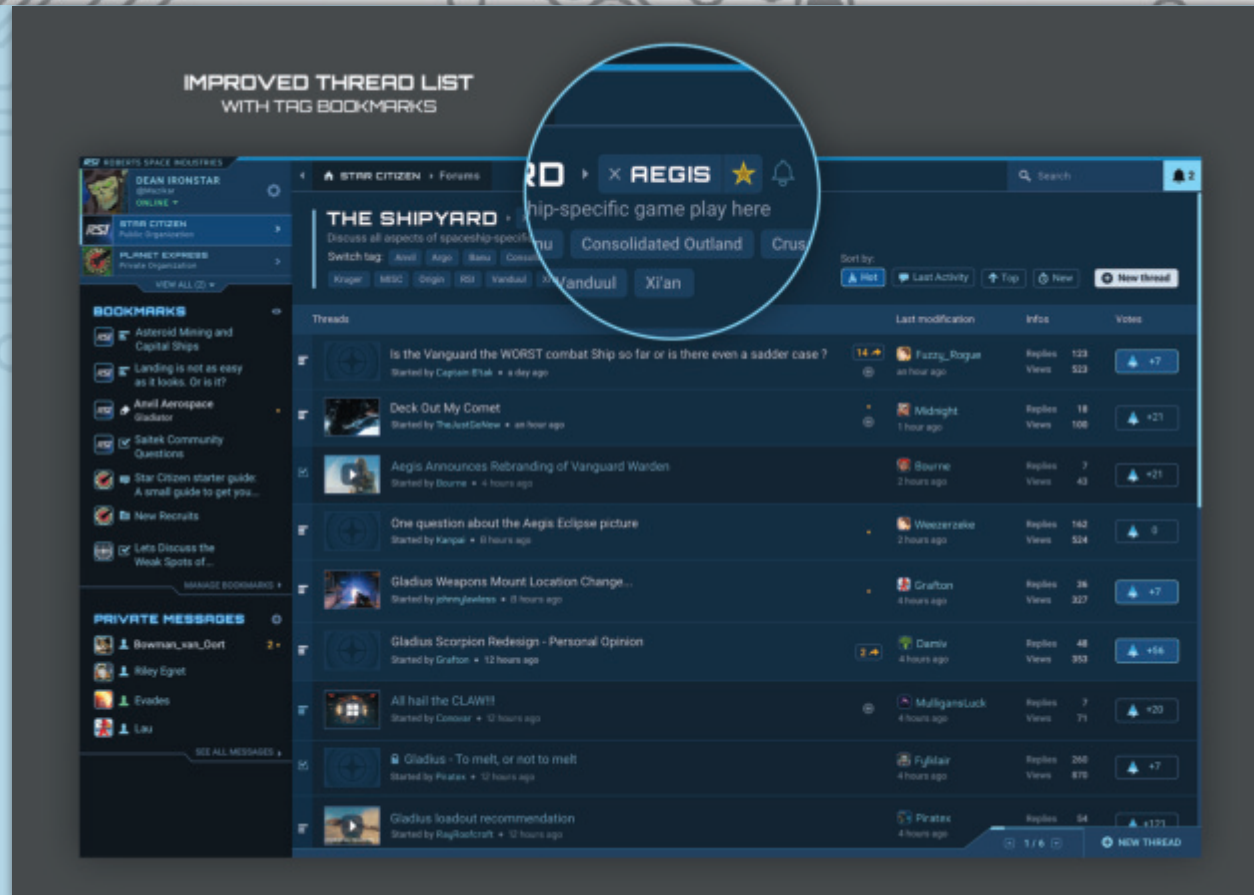 IMPROVED THREAD LIST
WITH TAG BOOKMARKS
RSI ROBERTS SPACE INDUSTRIES
DEAN IRONSTAR
ONLINE
STAR CITIZEN
Public Organization
PLANET EXPRESS
Private Organization
VIEW ALL (2)
BOOKMARKS
Asteroid Mining and
Capital Ships
Landing is not as easy
as it looks. Or is it?
Anvil Aerospace
Gladiator
Saitek Community
Questions
Star Citizen starter guide:
A small guide to get you...
New Recruits
Lets Discuss the
Weak Spots of...
MANAGE BOOKMARKS
PRIVATE MESSAGES
Bowman_van_Oort 2
Riley Egret
Evades
Lau
SEE ALL MESSAGES
STAR CITIZEN Forums
Search
2
THE SHIPYARD
Discuss all aspects of spaceship-specific
Switch tag: Anvil Argo Banu
Kruger MISC Origin RSI Vanduul
RD × AEGIS
hip-specific game play here
nu Consolidated Outland Crus
Vanduul Xi'an
Sort by:
Hot Last Activity Top New New thread
Threads Last modification Infos Votes
Is the Vanguard the WORST combat Ship so far or is there even a sadder case ? 14 Fuzzy_Rogue Replies 123 +7
Started by Captain E'tak • a day ago an hour ago Views 523
Deck Out My Comet Midnight Replies 18 +21
Started by TheJustGeNew • an hour ago 1 hour ago Views 100
Aegis Announces Rebranding of Vanguard Warden Bourne Replies 7 +21
Started by Bourne • 4 hours ago 2 hours ago Views 43
One question about the Aegis Eclipse picture Weezerzeke Replies 162 0
Started by Kanpai • 8 hours ago 2 hours ago Views 524
Gladius Weapons Mount Location Change... Grafton Replies 36 +7
Started by johnnylawless • 8 hours ago 4 hours ago Views 327
Gladius Scorpion Redesign - Personal Opinion 2 Damiv Replies 48 +56
Started by Grafton • 12 hours ago 4 hours ago Views 353
All hail the CLAW!!! MulligansLuck Replies 7 +20
Started by Conovar • 12 hours ago 4 hours ago Views 71
Gladius - To melt, or not to melt Fylklair Replies 260 +7
Started by Piratex • 12 hours ago 4 hours ago Views 870
Gladius loadout recommendation Piratex Replies 54 +121
Started by RayRoofcroft • 12 hours ago 4 hours ago
1 / 6 NEW THREAD